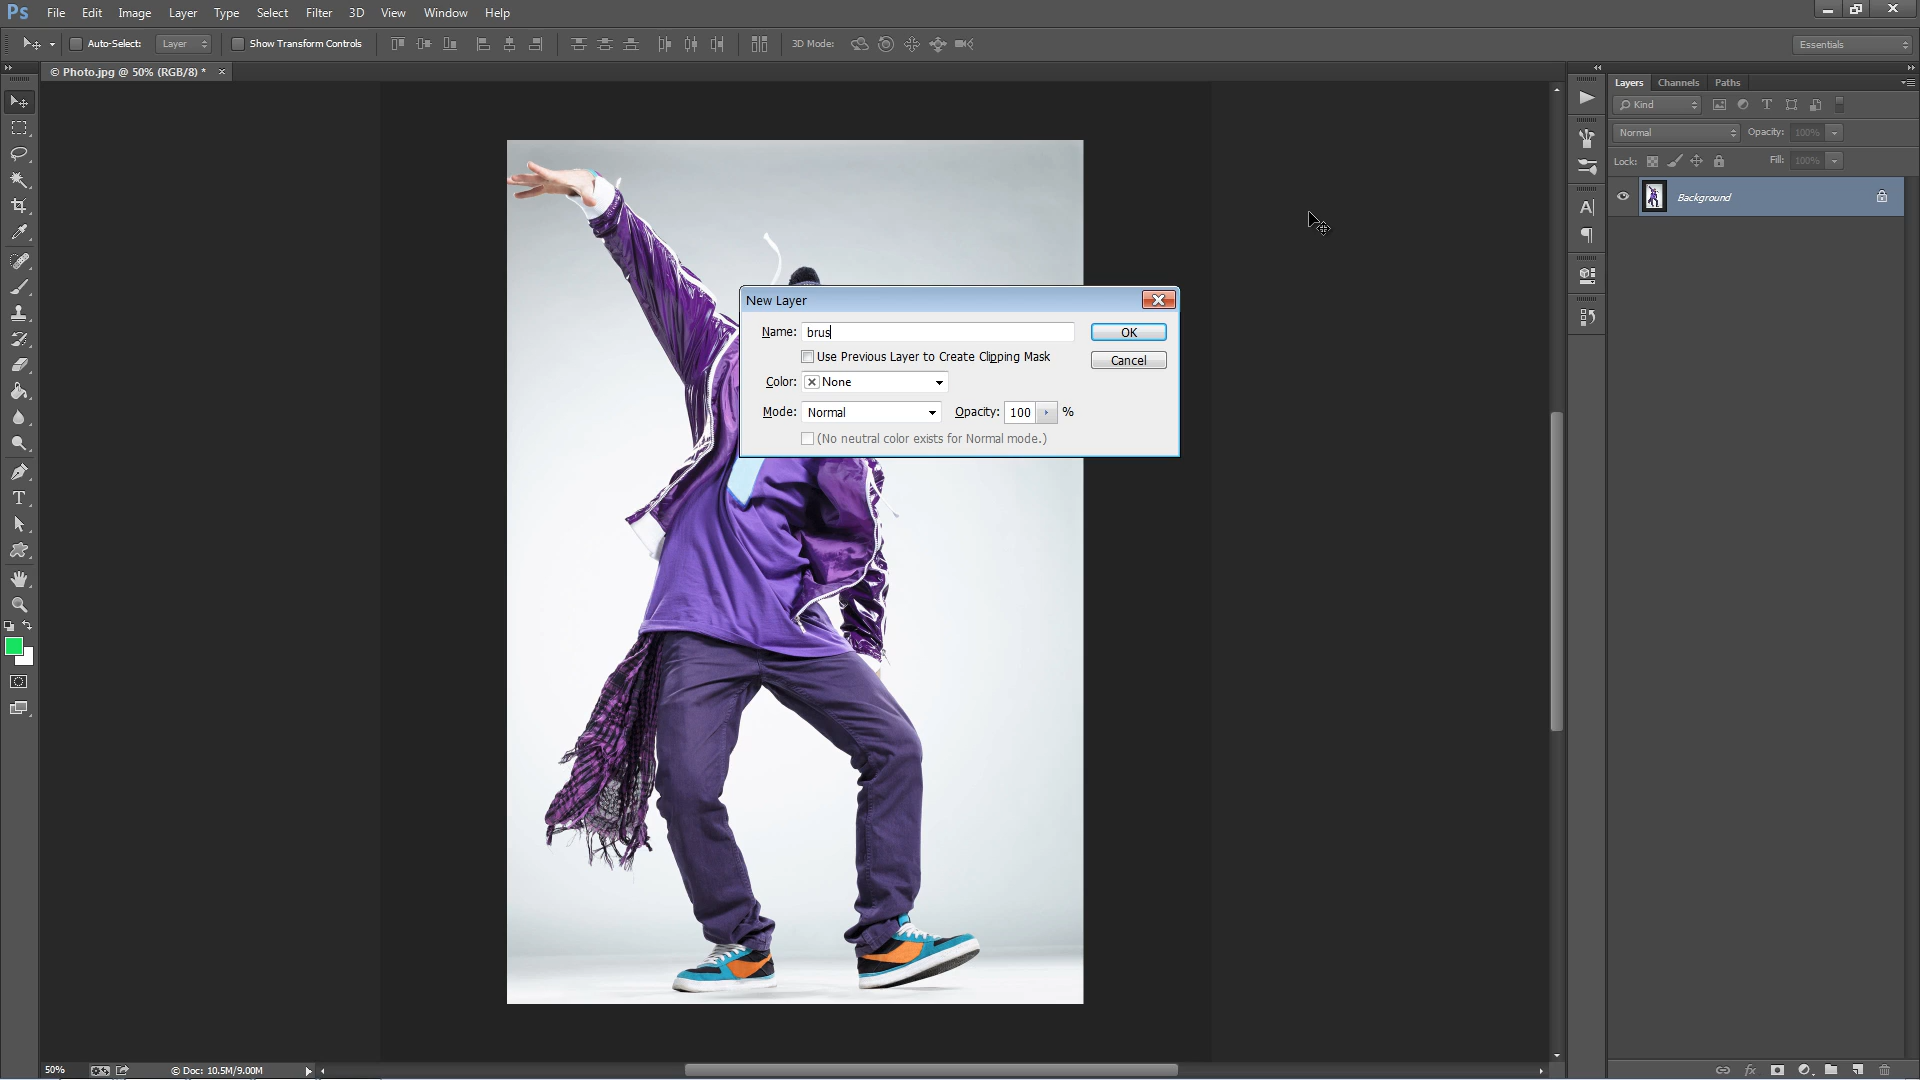 Ps File Edit Image Layer Type Select Filter 3D View Window Help
Auto-Select: Layer Show Transform Controls 3D Mode: Essentials
© Photo.jpg @ 50% (RGB/8) * ×
Layers Channels Paths
Kind
Normal Opacity: 100%
Lock: Fill: 100%
Background
New Layer
Name: brus
OK
Use Previous Layer to Create Clipping Mask
Cancel
Color: None
Mode: Normal Opacity: 100 %
(No neutral color exists for Normal mode.)
50% © Doc: 10.5M/9.00M